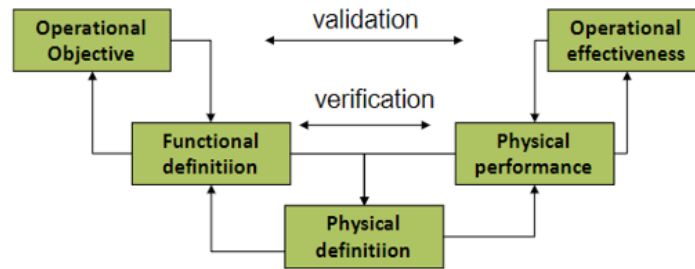 Operational
Objective
validation
Operational
effectiveness
verification
Functional
definitiion
Physical
performance
Physical
definitiion